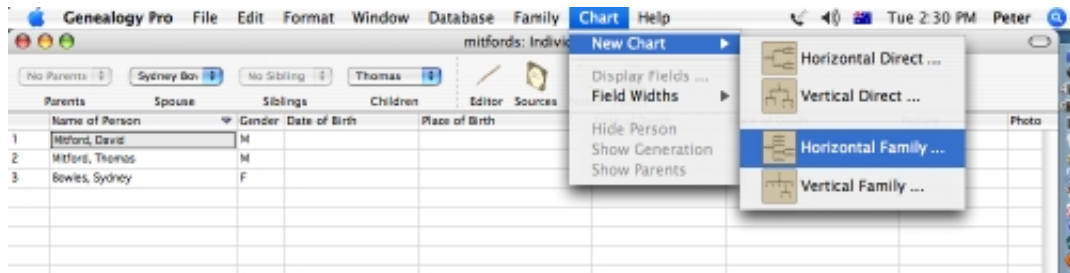 Genealogy Pro File Edit Format Window Database Family Chart Help Tue 2:30 PM Peter
mitfords: Indivi
New Chart
Display Fields ...
Field Widths
Hide Person
Show Generation
Show Parents
Horizontal Direct ...
Vertical Direct ...
Horizontal Family ...
Vertical Family ....
No Parents Sydney Bow No Sibling Thomas
Parents Spouse Siblings Children Editor Sources
Name of Person Gender Date of Birth Place of Birth Photo
1 Mitford, David M
2 Mitford, Thomas M
3 Bowles, Sydney F